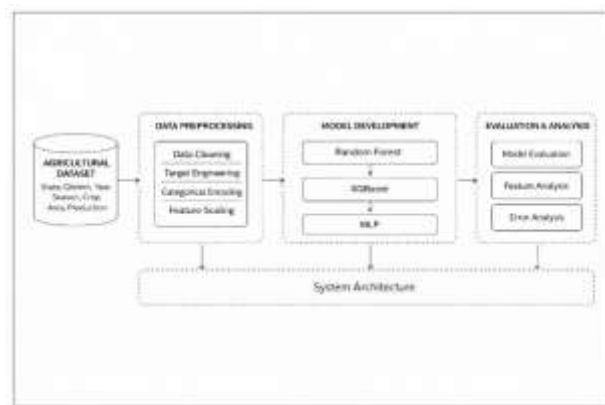 DATA PREPROCESSING
MODEL DEVELOPMENT
EVALUATION & ANALYSIS
AGRICULTURAL
DATASET
State, District, Year
Season, Crop
Area, Production
Data Cleaning
Target Engineering
Categorical Encoding
Feature Scaling
Random Forest
XGBoost
MLP
Model Evaluation
Feature Analysis
Error Analysis
System Architecture